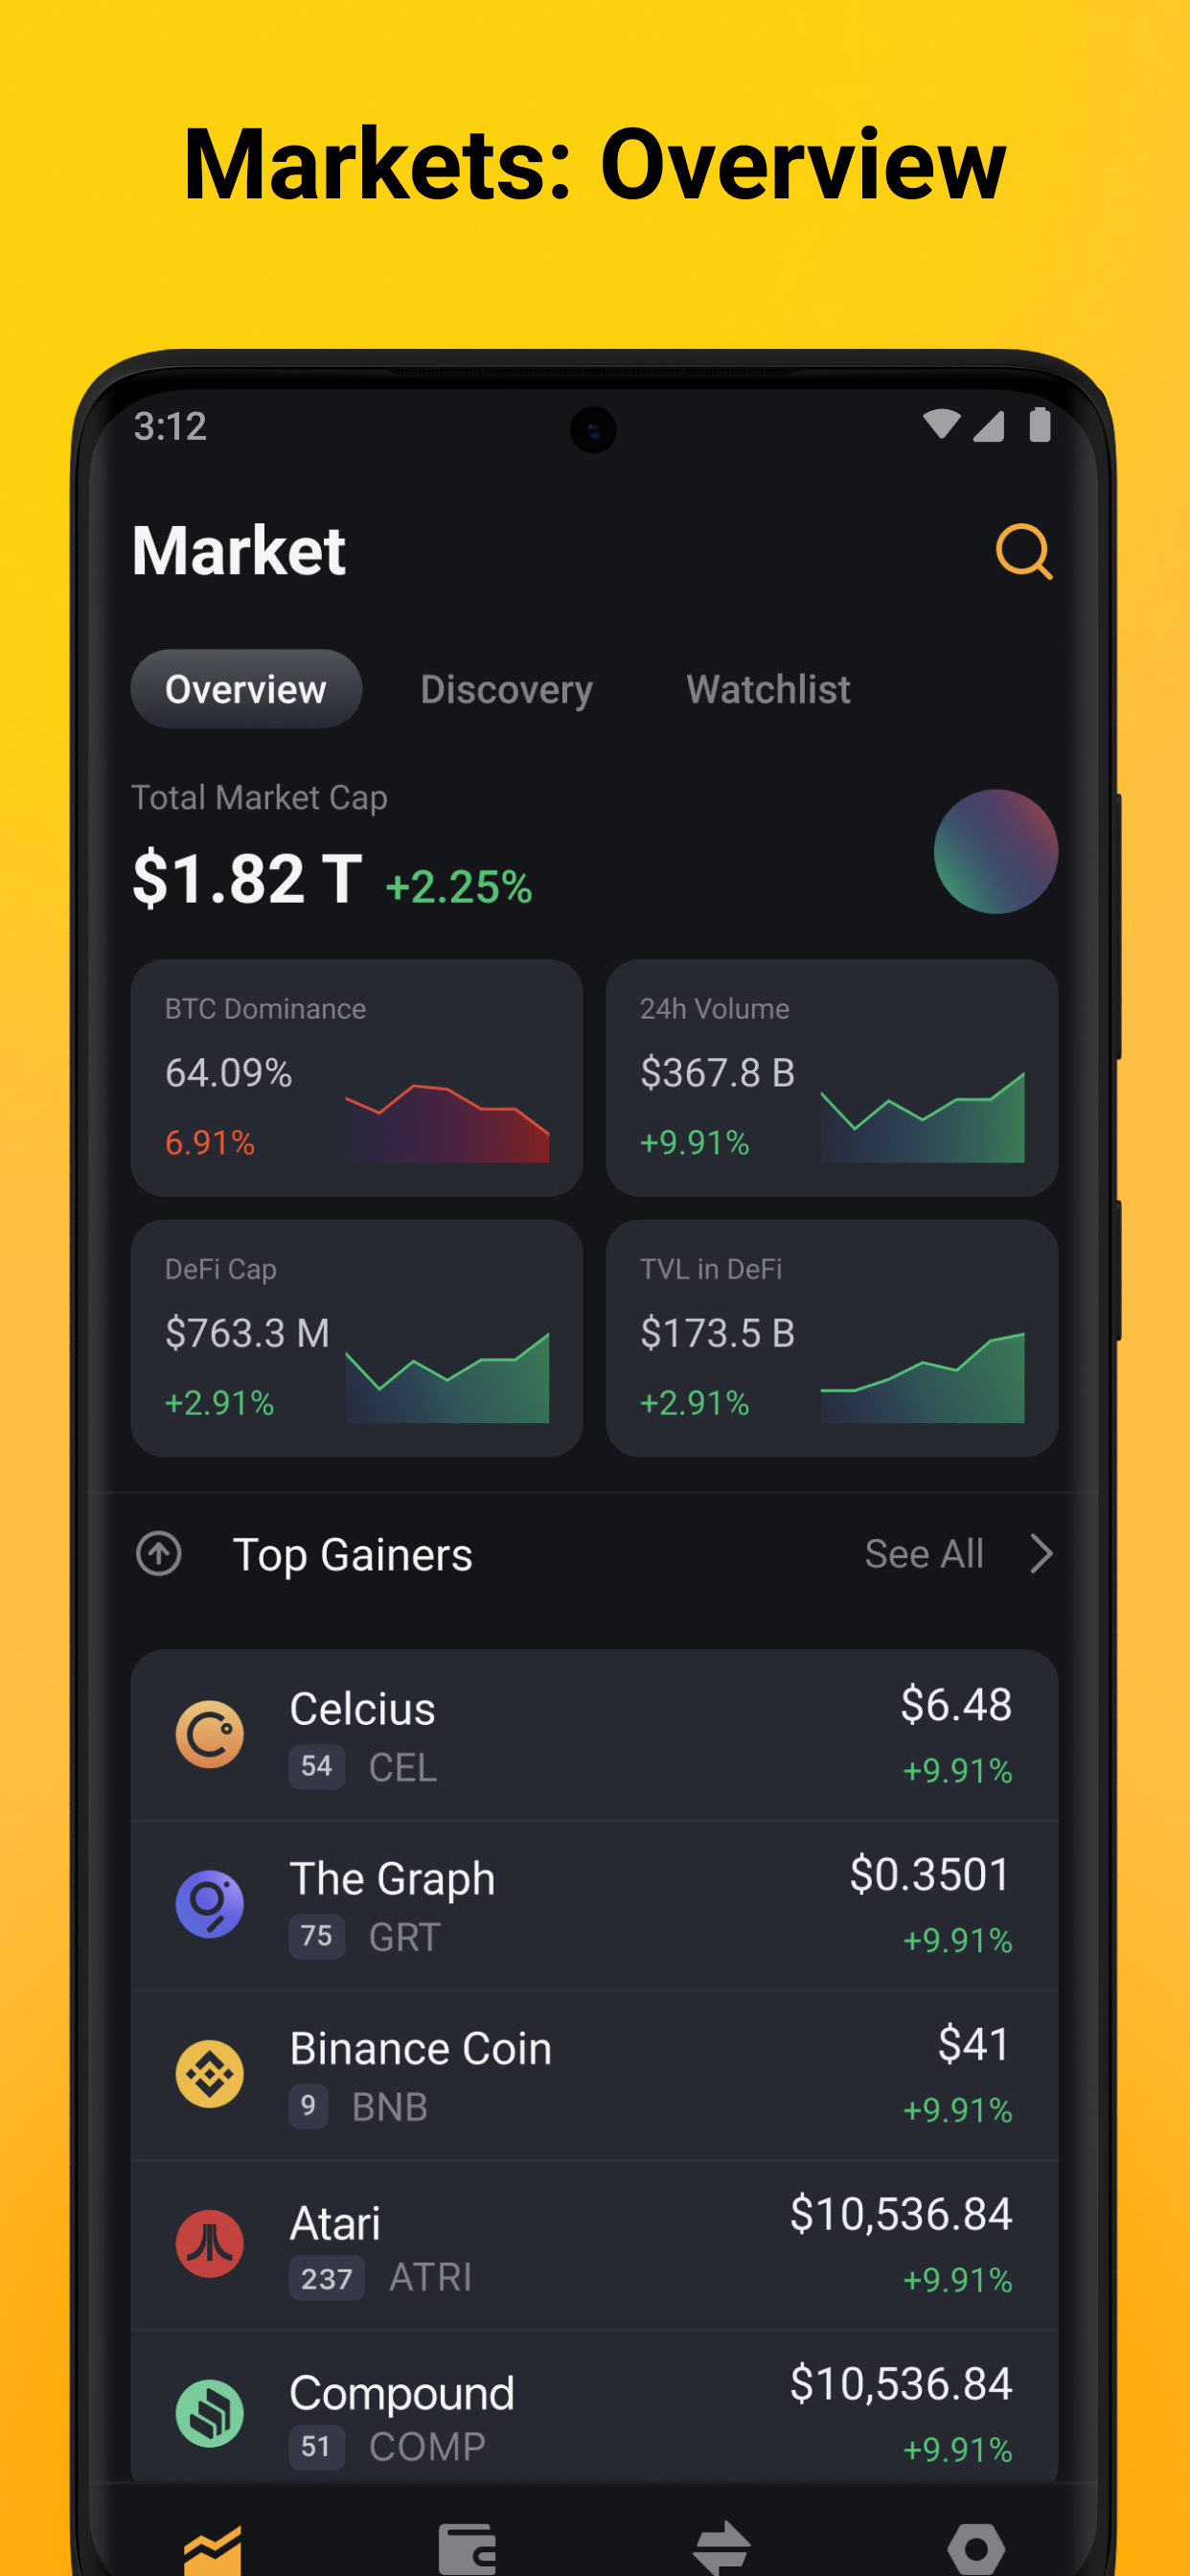 Markets: Overview
3:12
Market
Overview Discovery Watchlist
Total Market Cap
$1.82 T +2.25%
BTC Dominance
64.09%
6.91%
24h Volume
$367.8 B
+9.91%
DeFi Cap
$763.3 M
+2.91%
TVL in DeFi
$173.5 B
+2.91%
Top Gainers See All
Celcius $6.48
54 CEL +9.91%
The Graph $0.3501
75 GRT +9.91%
Binance Coin $41
9 BNB +9.91%
Atari $10,536.84
237 ATRI +9.91%
Compound $10,536.84
51 COMP +9.91%